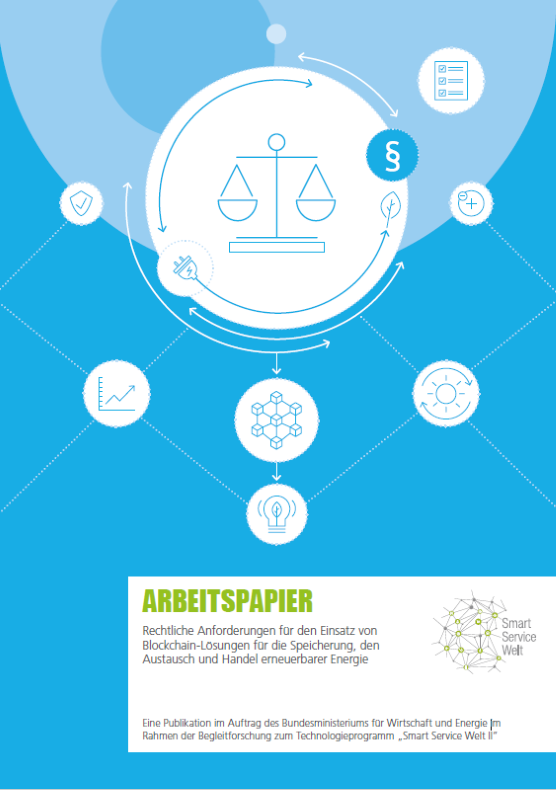 §
ARBEITSPAPIER
Rechtliche Anforderungen für den Einsatz von
Blockchain-Lösungen für die Speicherung, den
Austausch und Handel erneuerbarer Energie
Smart
Service
Welt
Eine Publikation im Auftrag des Bundesministeriums für Wirtschaft und Energie Im
Rahmen der Begleitforschung zum Technologieprogramm „Smart Service Welt II“